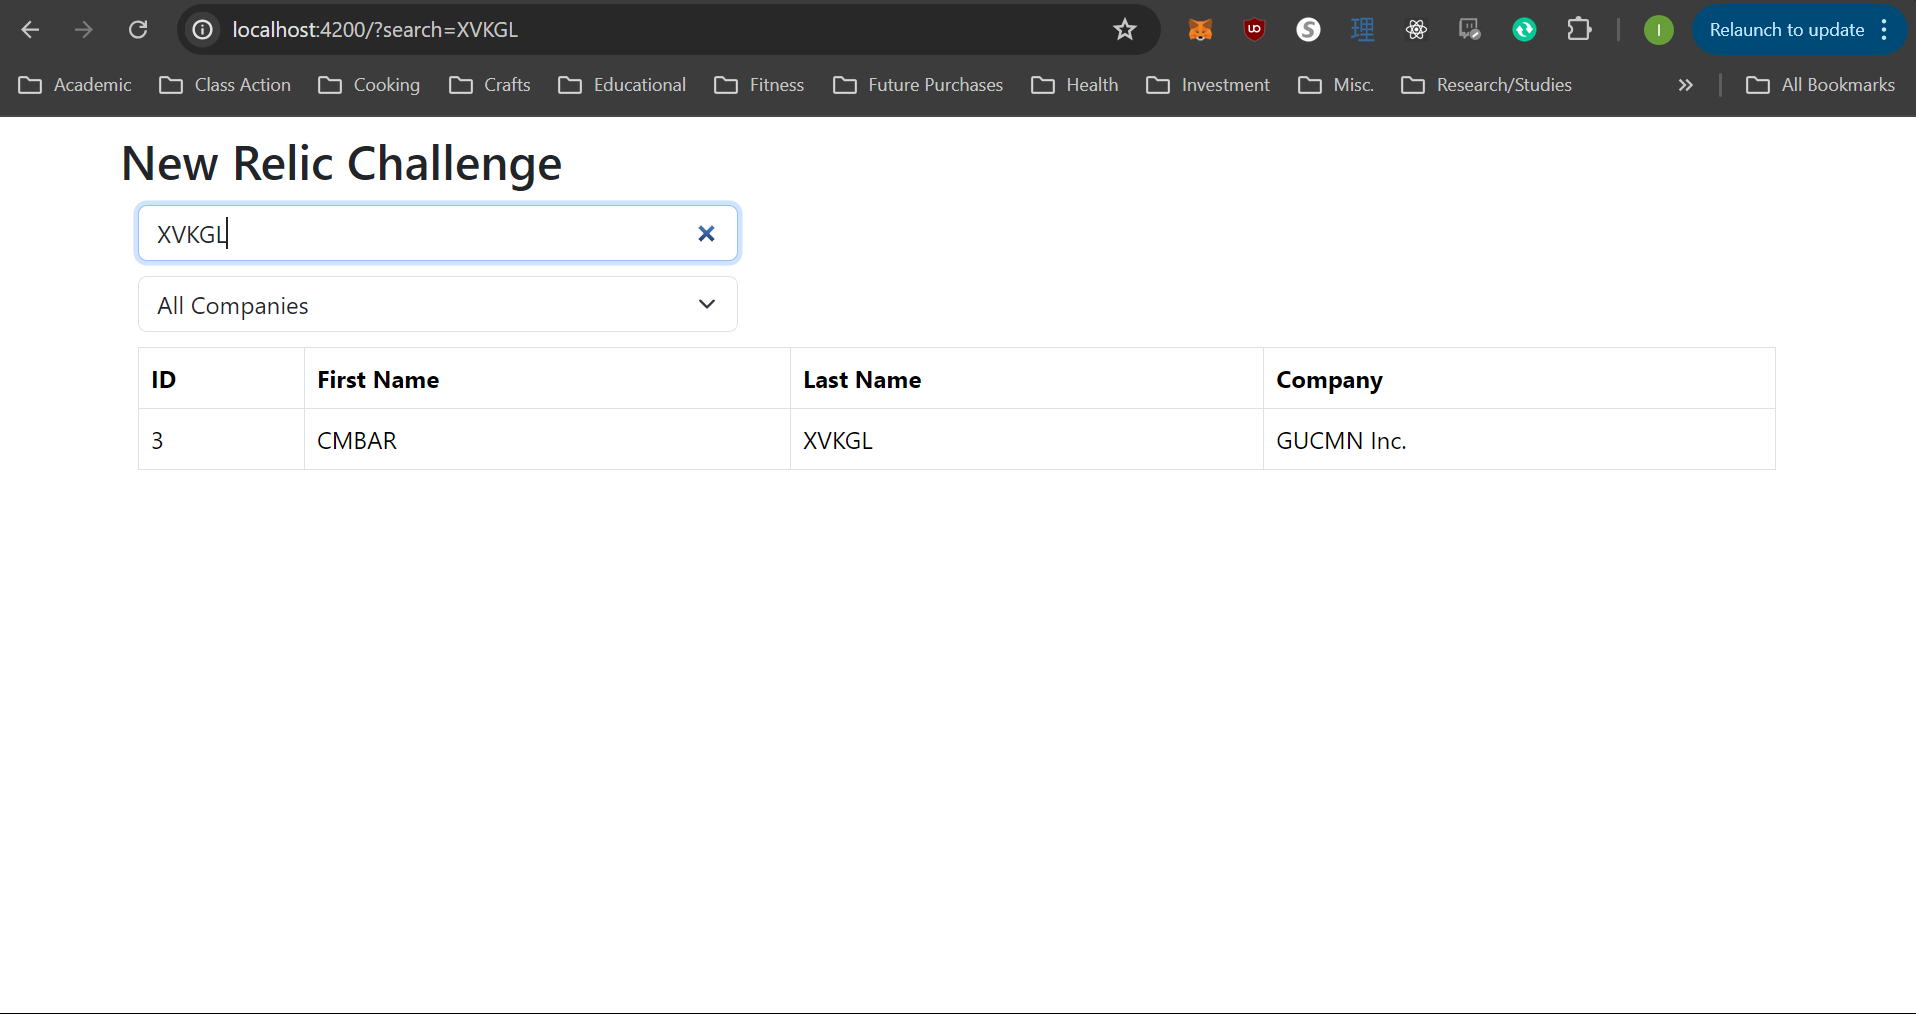 localhost:4200/?search=XVKGL
Relaunch to update
Academic Class Action Cooking Crafts Educational Fitness Future Purchases Health Investment Misc. Research/Studies » All Bookmarks
New Relic Challenge
XVKGL
All Companies
ID First Name Last Name Company
3 CMBAR XVKGL GUCMN Inc.